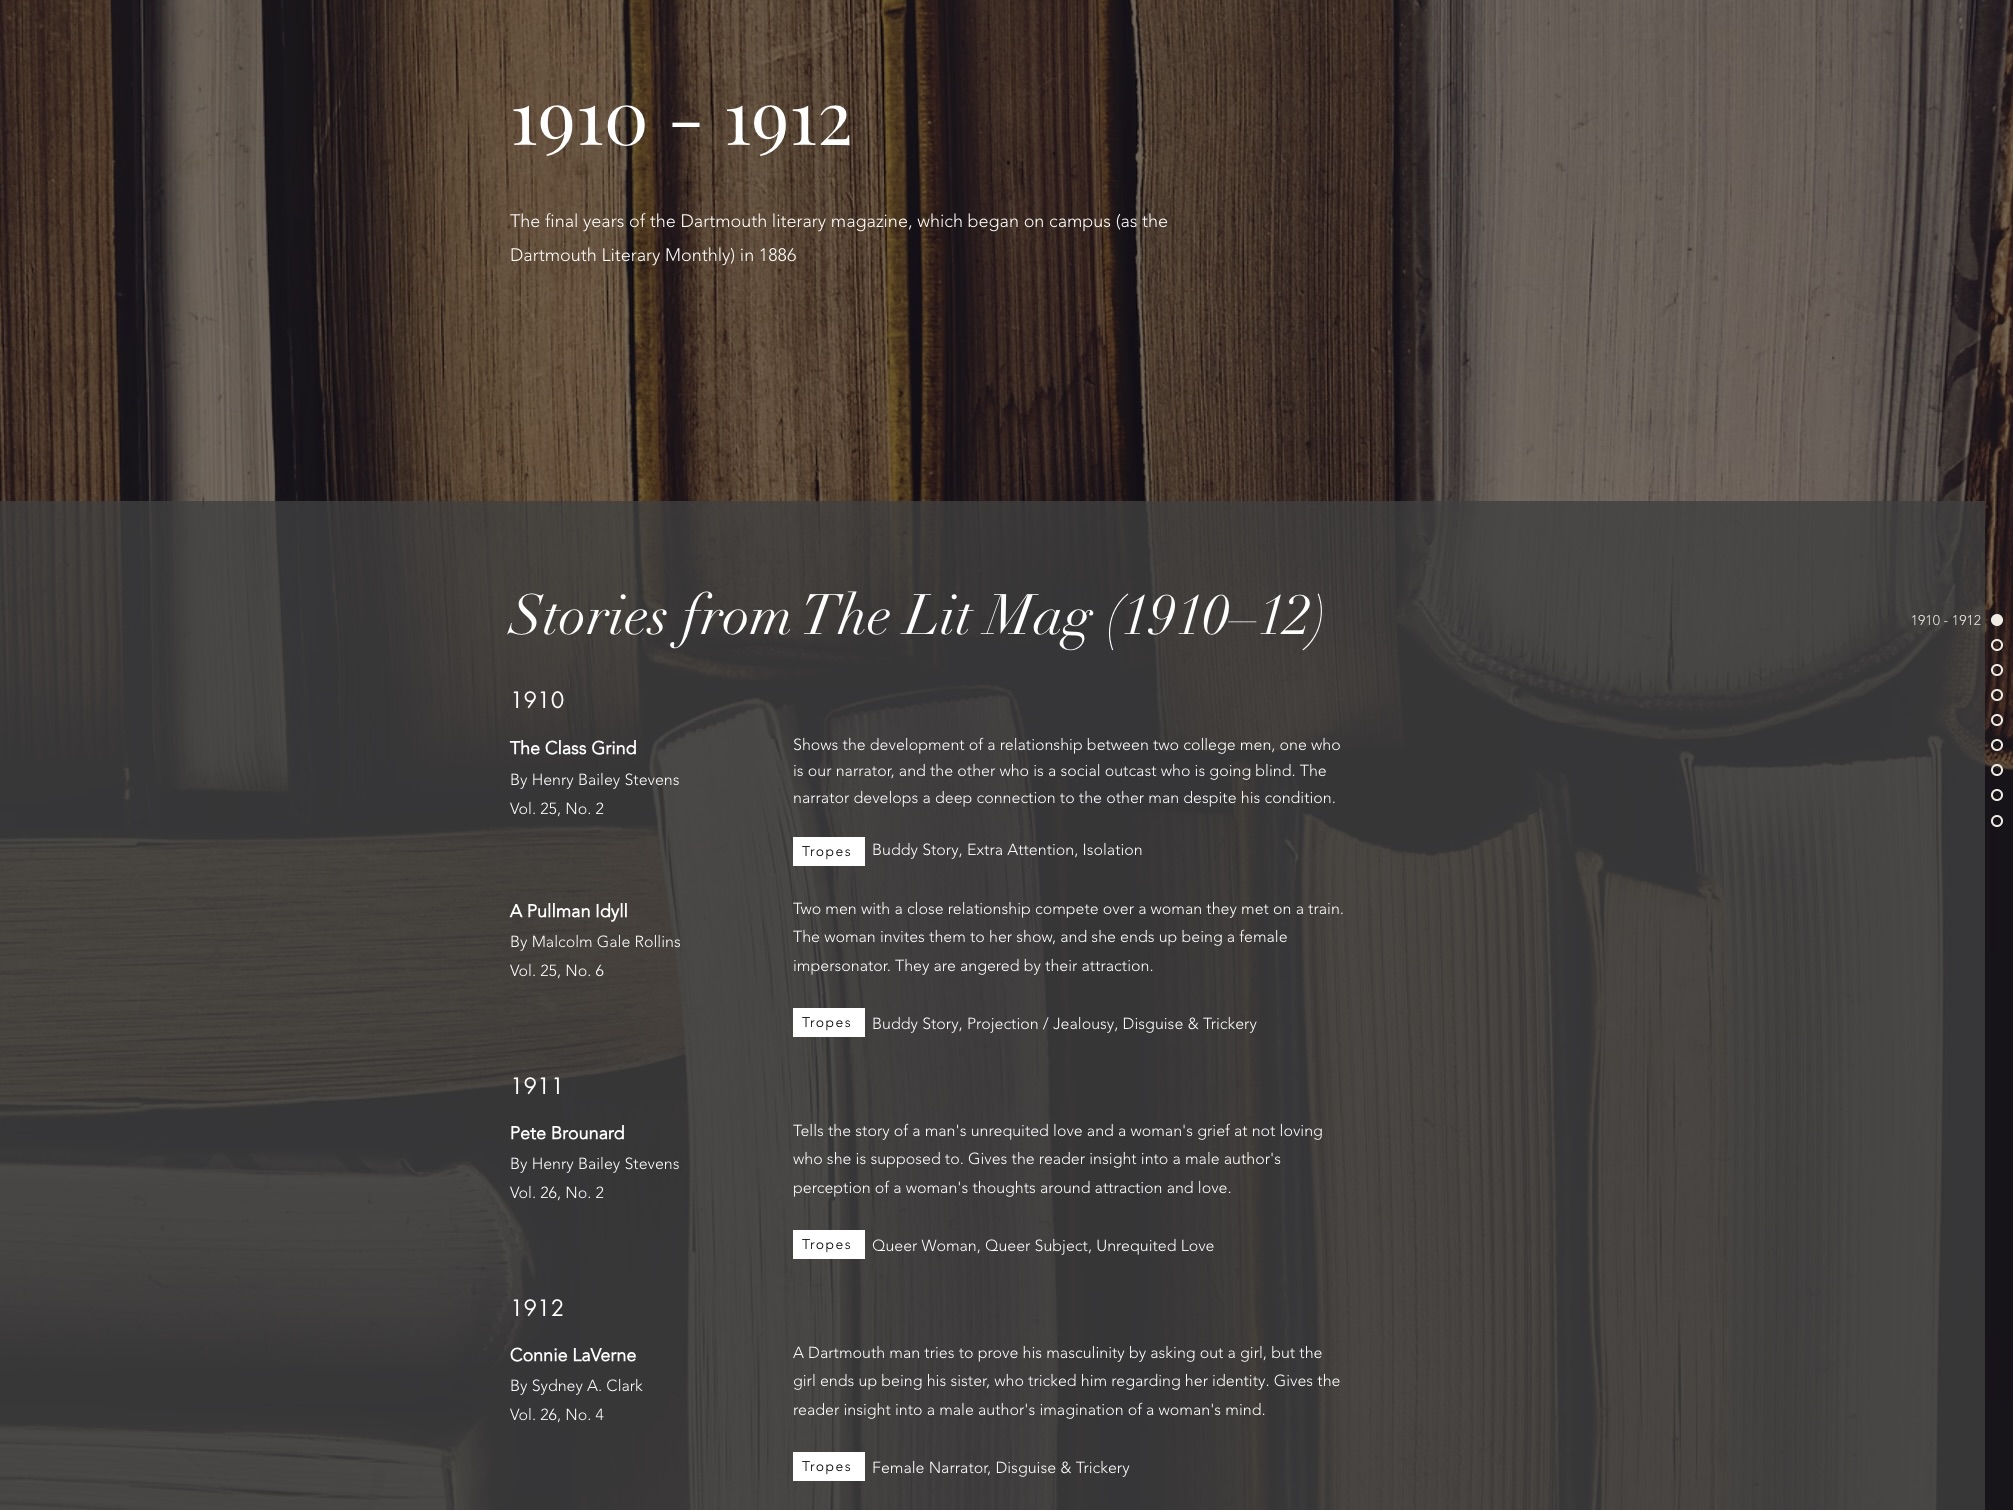 1910 - 1912
The final years of the Dartmouth literary magazine, which began on campus (as the
Dartmouth Literary Monthly) in 1886
Stories from The Lit Mag (1910–12)
1910 - 1912
1910
The Class Grind
By Henry Bailey Stevens
Vol. 25, No. 2
Shows the development of a relationship between two college men, one who
is our narrator, and the other who is a social outcast who is going blind. The
narrator develops a deep connection to the other man despite his condition.
Tropes Buddy Story, Extra Attention, Isolation
A Pullman Idyll
By Malcolm Gale Rollins
Vol. 25, No. 6
Two men with a close relationship compete over a woman they met on a train.
The woman invites them to her show, and she ends up being a female
impersonator. They are angered by their attraction.
Tropes Buddy Story, Projection / Jealousy, Disguise & Trickery
1911
Pete Brounard
By Henry Bailey Stevens
Vol. 26, No. 2
Tells the story of a man's unrequited love and a woman's grief at not loving
who she is supposed to. Gives the reader insight into a male author's
perception of a woman's thoughts around attraction and love.
Tropes Queer Woman, Queer Subject, Unrequited Love
1912
Connie LaVerne
By Sydney A. Clark
Vol. 26, No. 4
A Dartmouth man tries to prove his masculinity by asking out a girl, but the
girl ends up being his sister, who tricked him regarding her identity. Gives the
reader insight into a male author's imagination of a woman's mind.
Tropes Female Narrator, Disguise & Trickery